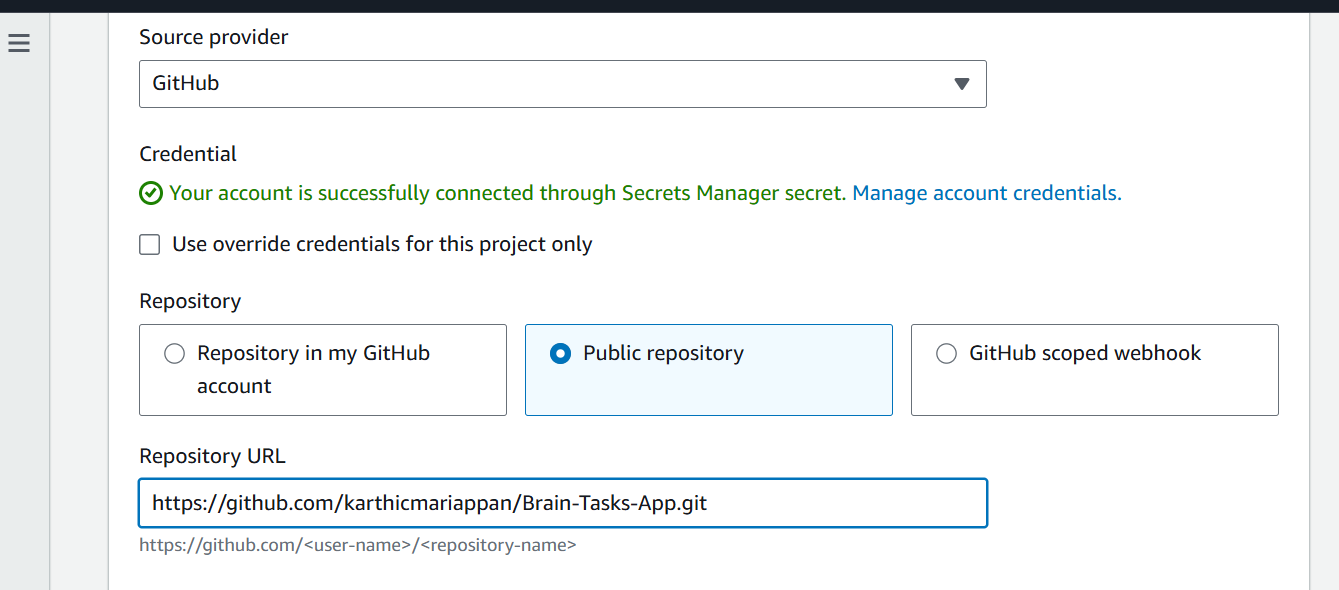 Source provider
GitHub
Credential
Your account is successfully connected through Secrets Manager secret. Manage account credentials.
Use override credentials for this project only
Repository
Repository in my GitHub
account
Public repository
GitHub scoped webhook
Repository URL
https://github.com/karthicmariappan/Brain-Tasks-App.git
https://github.com/<user-name>/<repository-name>